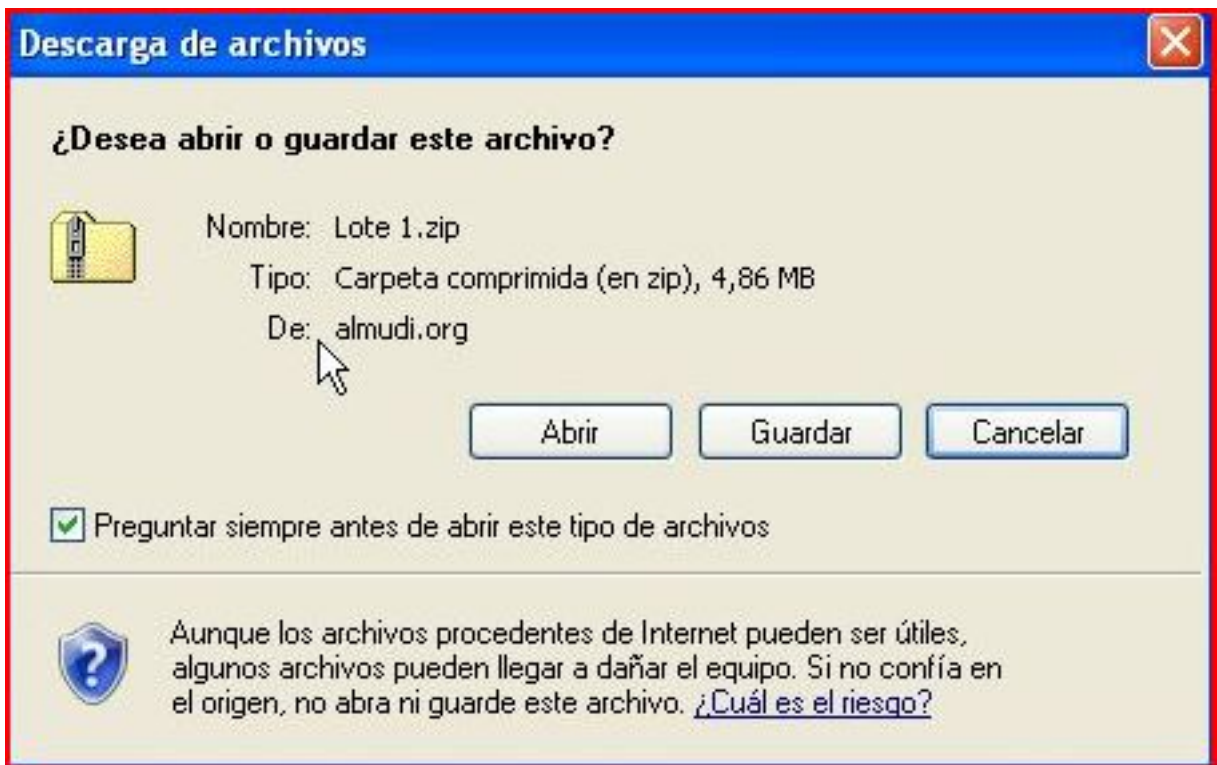 Descarga de archivos
¿Desea abrir o guardar este archivo?
Nombre: Lote 1.zip
Tipo: Carpeta comprimida (en zip), 4,86 MB
De: almudi.org
Abrir Guardar Cancelar
Preguntar siempre antes de abrir este tipo de archivos
Aunque los archivos procedentes de Internet pueden ser útiles,
algunos archivos pueden llegar a dañar el equipo. Si no confía en
el origen, no abra ni guarde este archivo. ¿Cuál es el riesgo?